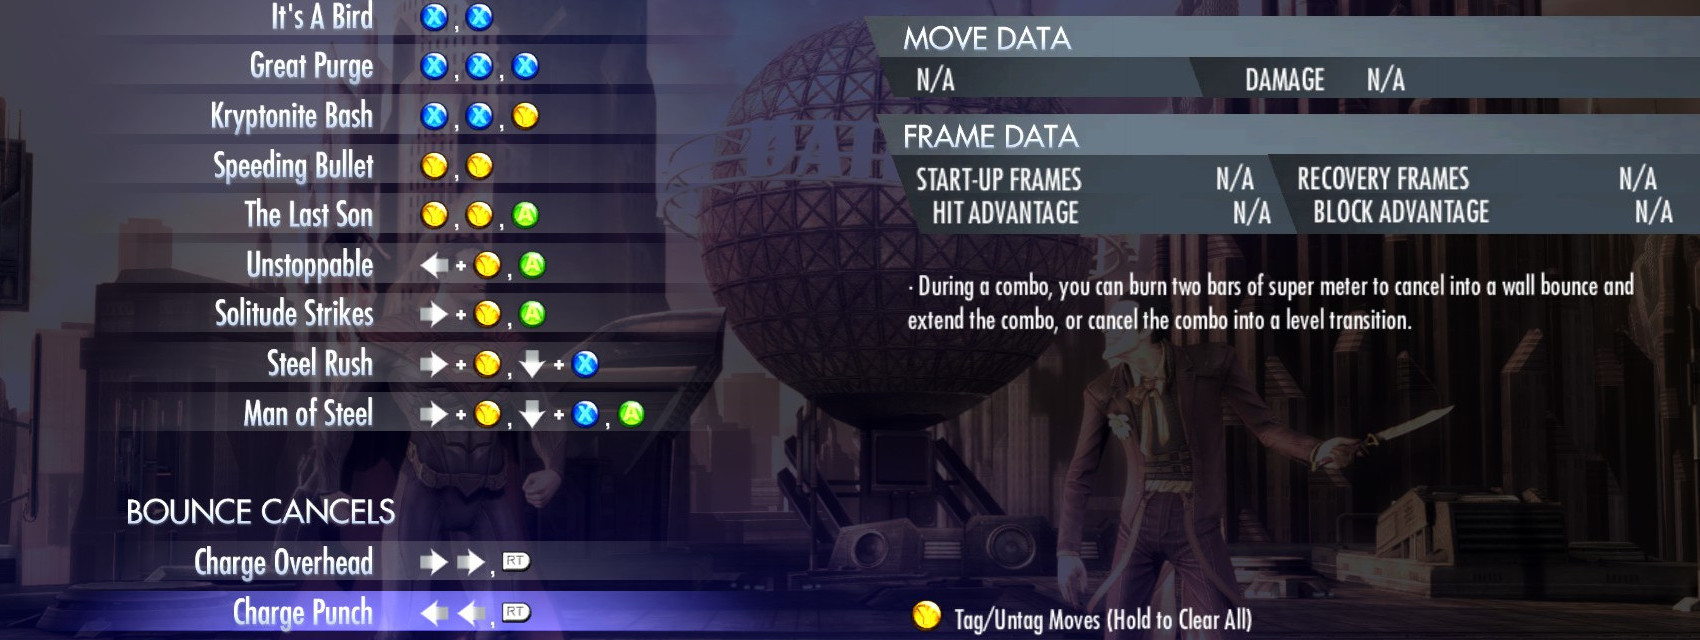 It's A Bird X , X
Great Purge X , X , X
Kryptonite Bash X , X , Y
Speeding Bullet Y , Y
The Last Son Y , Y , A
Unstoppable ← + Y , A
Solitude Strikes → + Y , A
Steel Rush → + Y , ↓ + X
Man of Steel → + Y , ↓ + X , A
BOUNCE CANCELS
Charge Overhead → → , RT
Charge Punch ← ← , RT
MOVE DATA
N/A DAMAGE N/A
FRAME DATA
START-UP FRAMES N/A RECOVERY FRAMES N/A
HIT ADVANTAGE N/A BLOCK ADVANTAGE N/A
· During a combo, you can burn two bars of super meter to cancel into a wall bounce and
extend the combo, or cancel the combo into a level transition.
Y Tag/Untag Moves (Hold to Clear All)